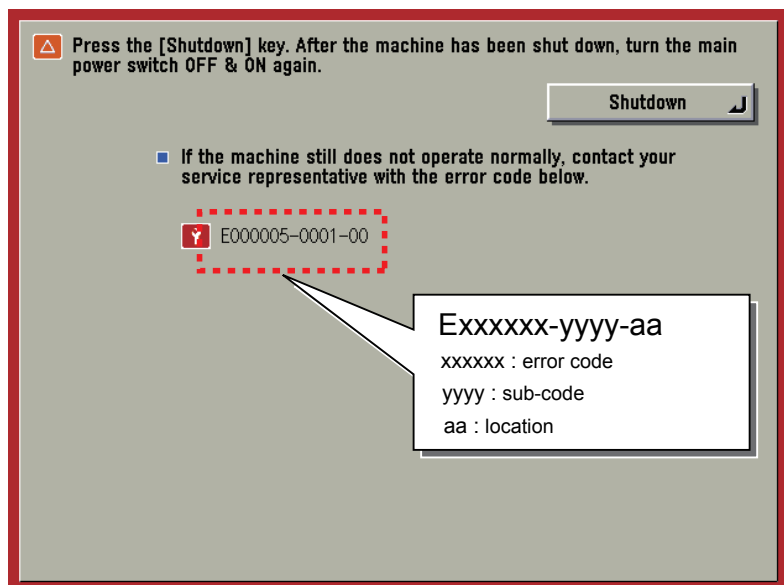 Press the [Shutdown] key. After the machine has been shut down, turn the main
power switch OFF & ON again.
Shutdown
If the machine still does not operate normally, contact your
service representative with the error code below.
E000005-0001-00
Exxxxxx-yyyy-aa
xxxxxx : error code
yyyy : sub-code
aa : location